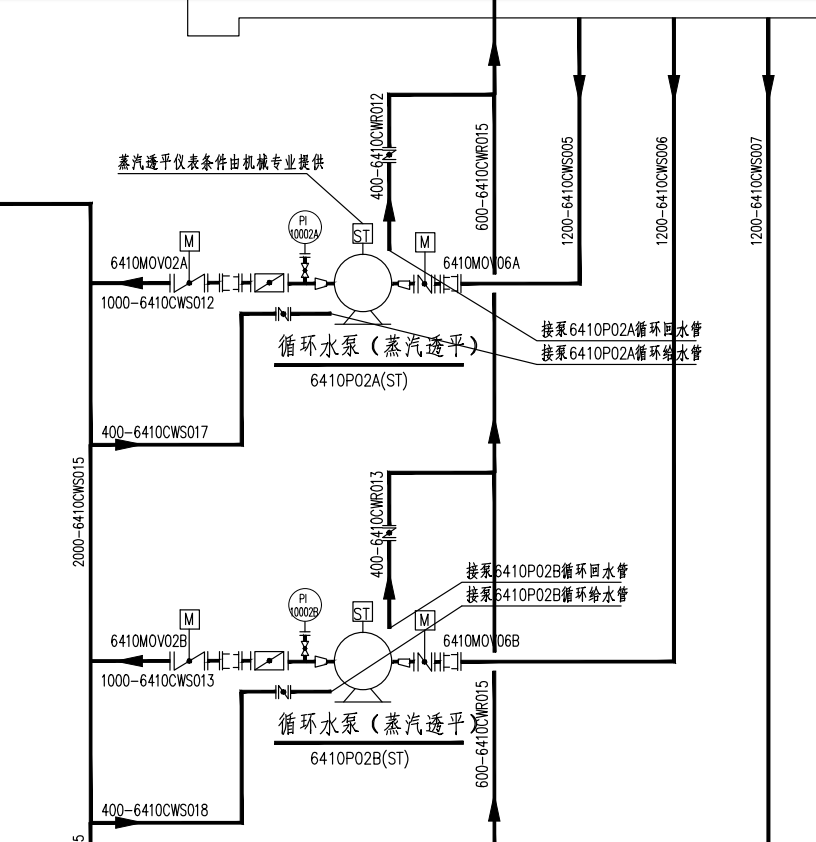 400-6410CWR012
600-6410CWR015
1200-6410CWS005
1200-6410CWS006
1200-6410CWS007
蒸汽透平仪表条件由机械专业提供
PI
10002A
ST
M
M
6410MOV02A
6410MOV06A
1000-6410CWS012
接泵6410P02A循环回水管
接泵6410P02A循环给水管
循环水泵（蒸汽透平）
6410P02A(ST)
400-6410CWS017
2000-6410CWS015
400-6410CWR013
接泵6410P02B循环回水管
接泵6410P02B循环给水管
PI
10002B
ST
M
M
6410MOV02B
6410MOV06B
1000-6410CWS013
循环水泵（蒸汽透平）
6410P02B(ST)
600-6410CWR015
400-6410CWS018
5